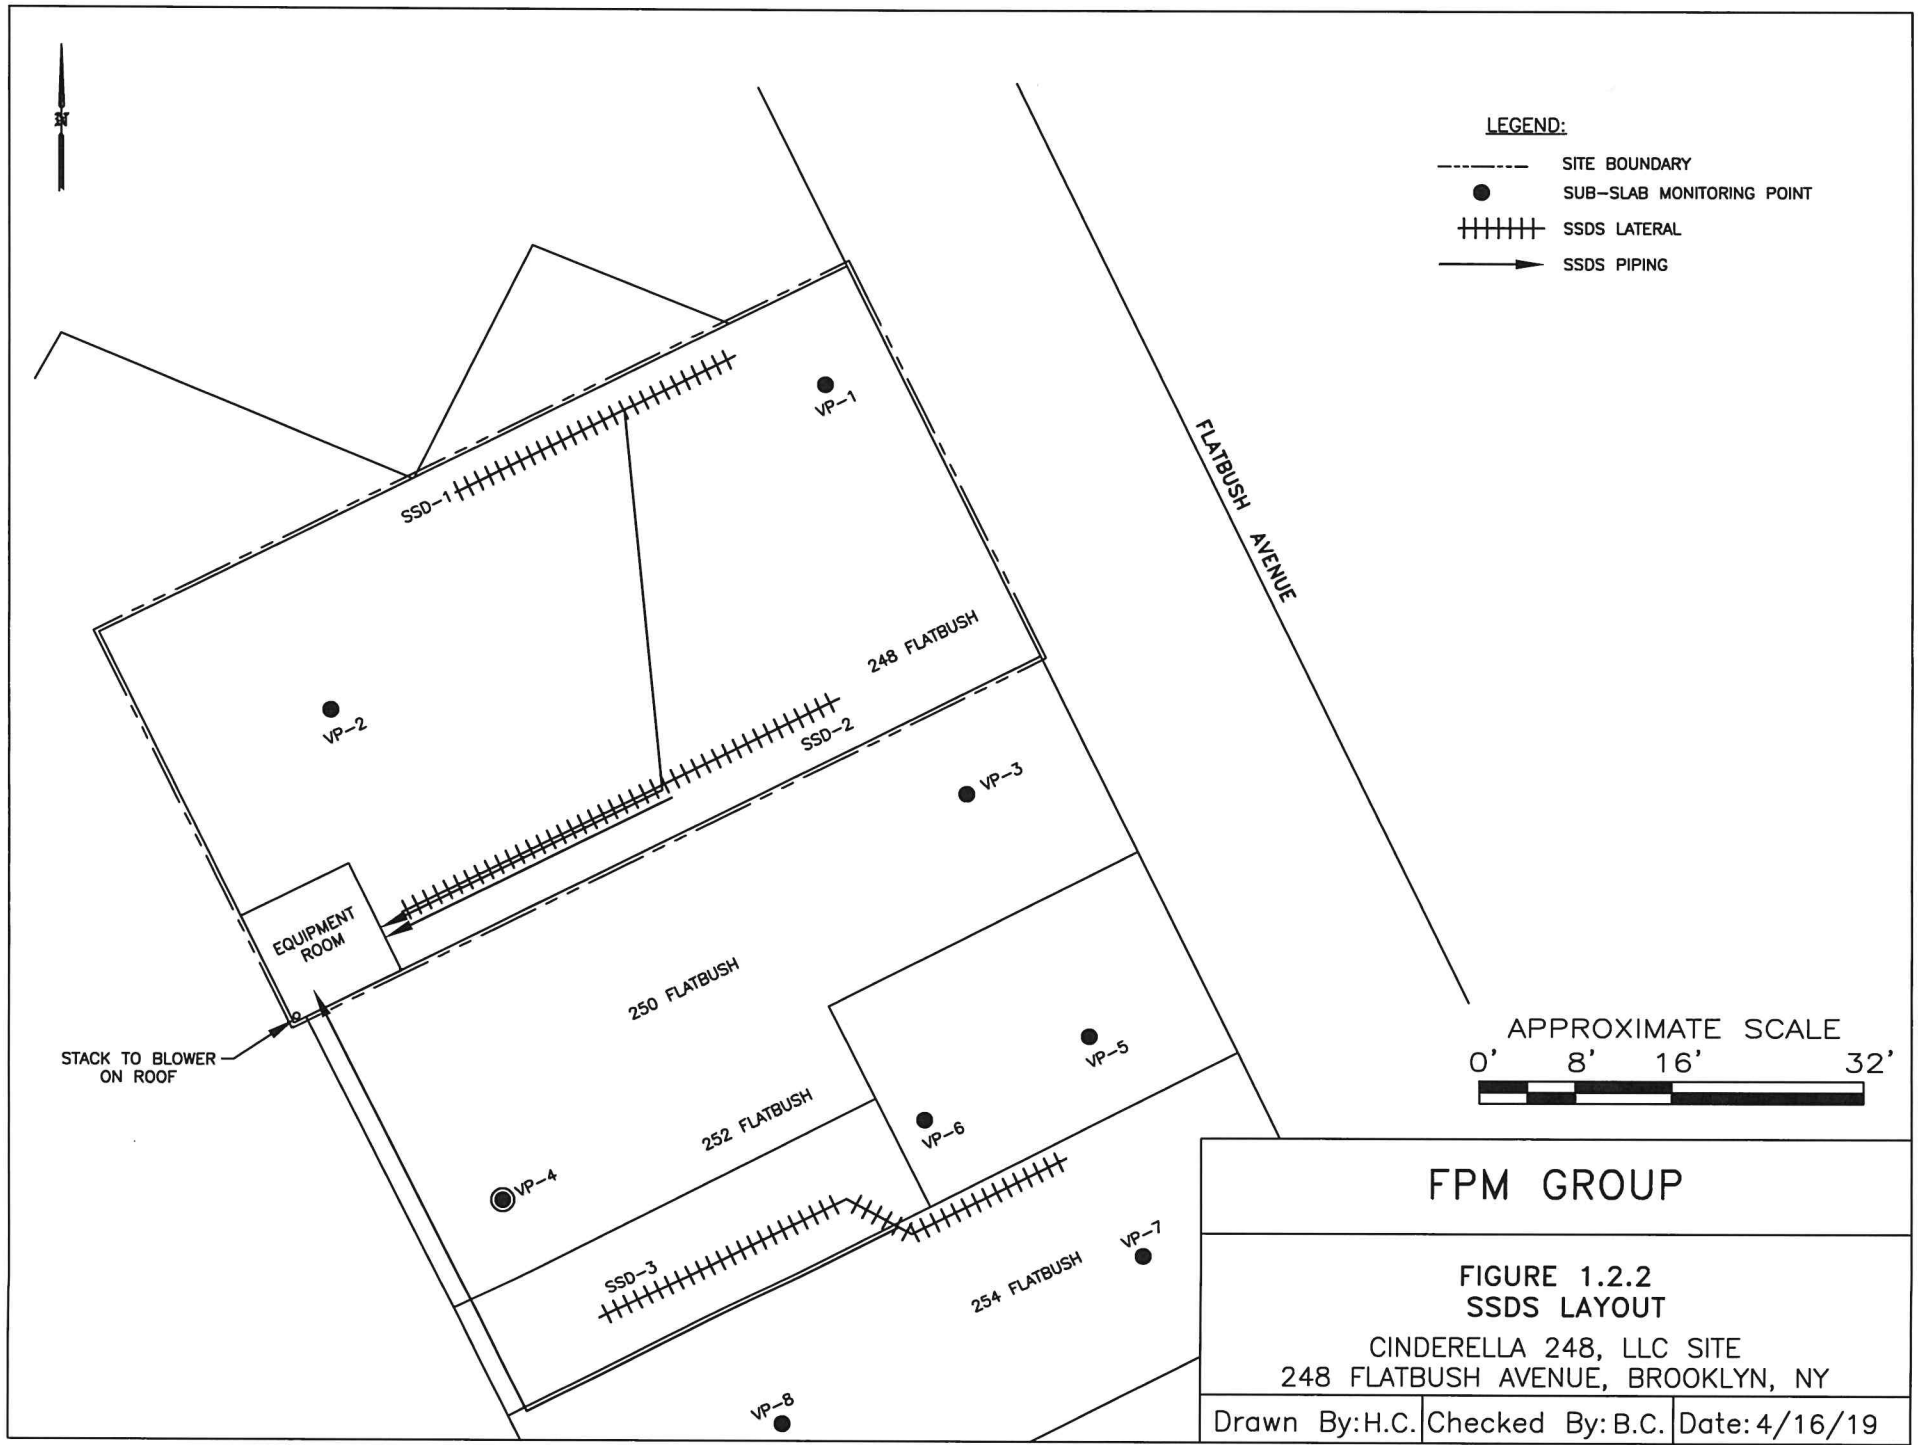 N
LEGEND:
SITE BOUNDARY
SUB-SLAB MONITORING POINT
SSDS LATERAL
SSDS PIPING
VP-1
FLATBUSH AVENUE
SSD-1
248 FLATBUSH
VP-2
SSD-2
VP-3
EQUIPMENT
ROOM
250 FLATBUSH
STACK TO BLOWER
ON ROOF
APPROXIMATE SCALE
0' 8' 16' 32'
VP-5
252 FLATBUSH
VP-6
VP-4
SSD-3
VP-7
254 FLATBUSH
VP-8
FPM GROUP
FIGURE 1.2.2
SSDS LAYOUT
CINDERELLA 248, LLC SITE
248 FLATBUSH AVENUE, BROOKLYN, NY
Drawn By: H.C. Checked By: B.C. Date: 4/16/19